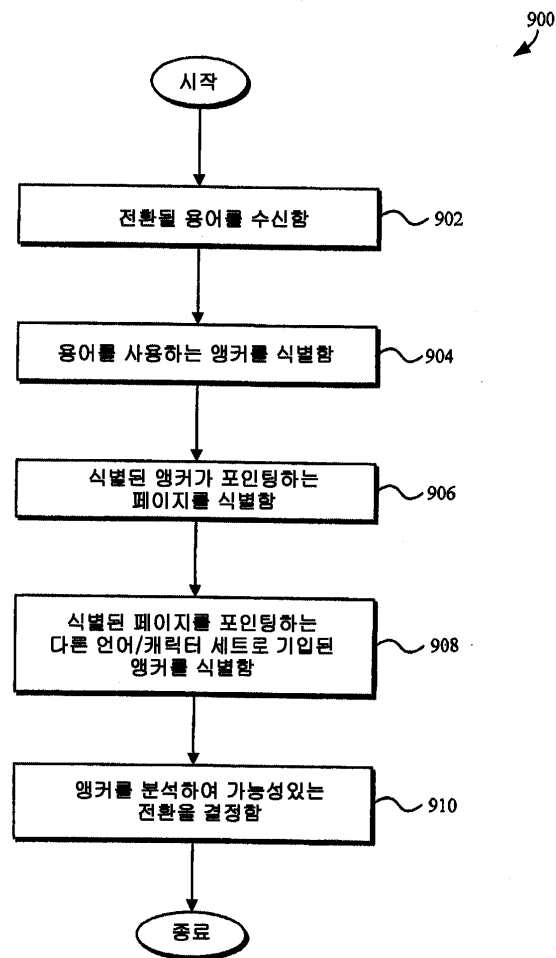 900
시작
전환될 용어를 수신함
902
용어를 사용하는 앵커를 식별함
904
식별된 앵커가 포인팅하는
페이지를 식별함
906
식별된 페이지를 포인팅하는
다른 언어/캐릭터 세트로 기입된
앵커를 식별함
908
앵커를 분석하여 가능성있는
전환을 결정함
910
종료